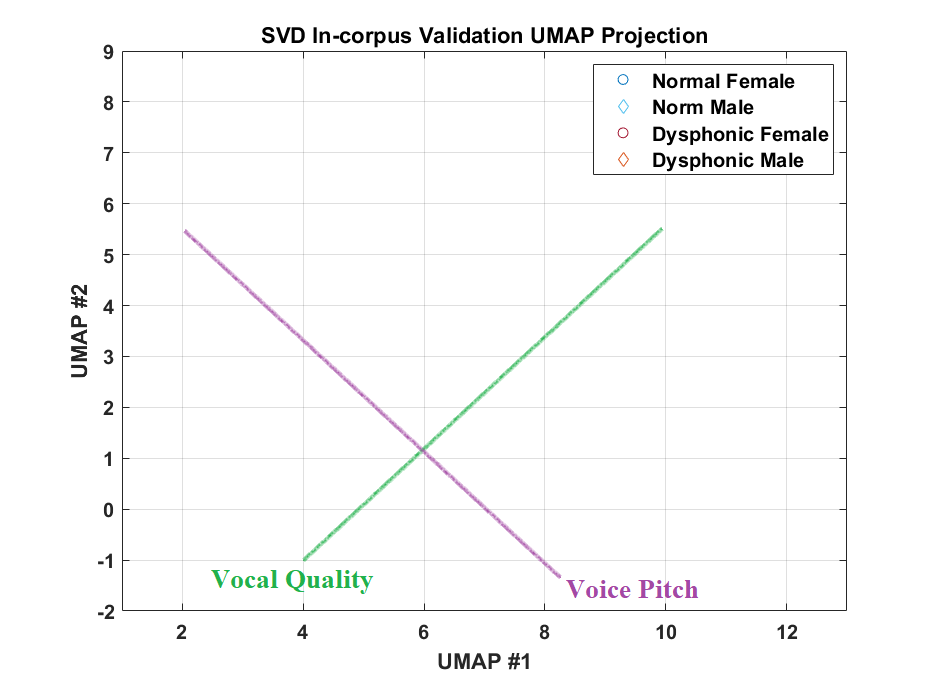 SVD In-corpus Validation UMAP Projection
9
8
7
6
5
4
3
2
1
0
-1
-2
UMAP #2
Normal Female
Norm Male
Dysphonic Female
Dysphonic Male
Vocal Quality
Voice Pitch
2 4 6 8 10 12
UMAP #1